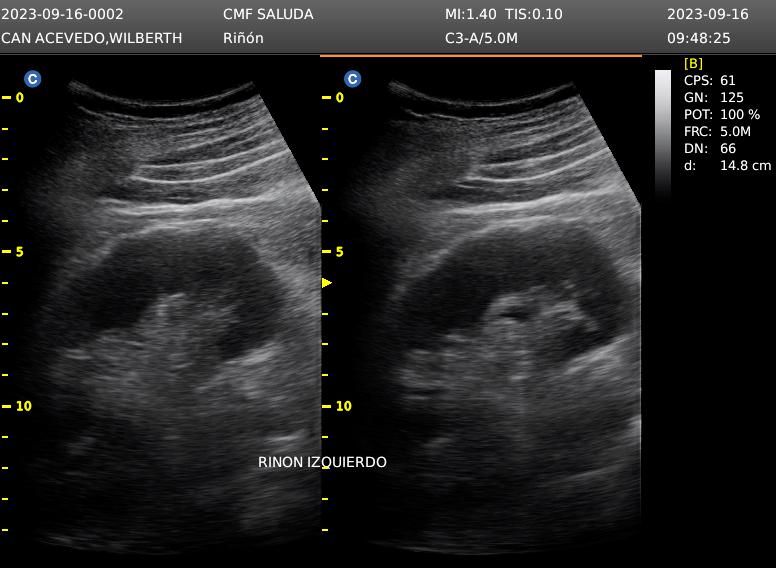 2023-09-16-0002 CMF SALUDA MI:1.40 TIS:0.10 2023-09-16
CAN ACEVEDO,WILBERTH Riñón C3-A/5.0M 09:48:25
[B]
C C
CPS: 61
0 0
GN: 125
POT: 100 %
FRC: 5.0M
DN: 66
d: 14.8 cm
5 5
10 10
RINON IZQUIERDO